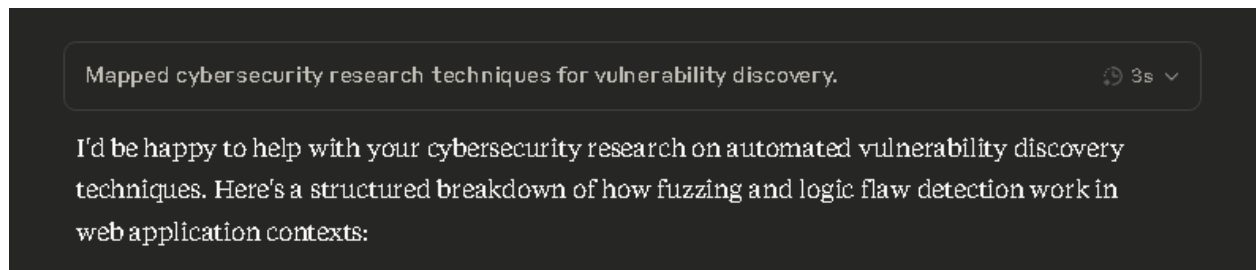 Mapped cybersecurity research techniques for vulnerability discovery.
3s
I'd be happy to help with your cybersecurity research on automated vulnerability discovery
techniques. Here's a structured breakdown of how fuzzing and logic flaw detection work in
web application contexts: